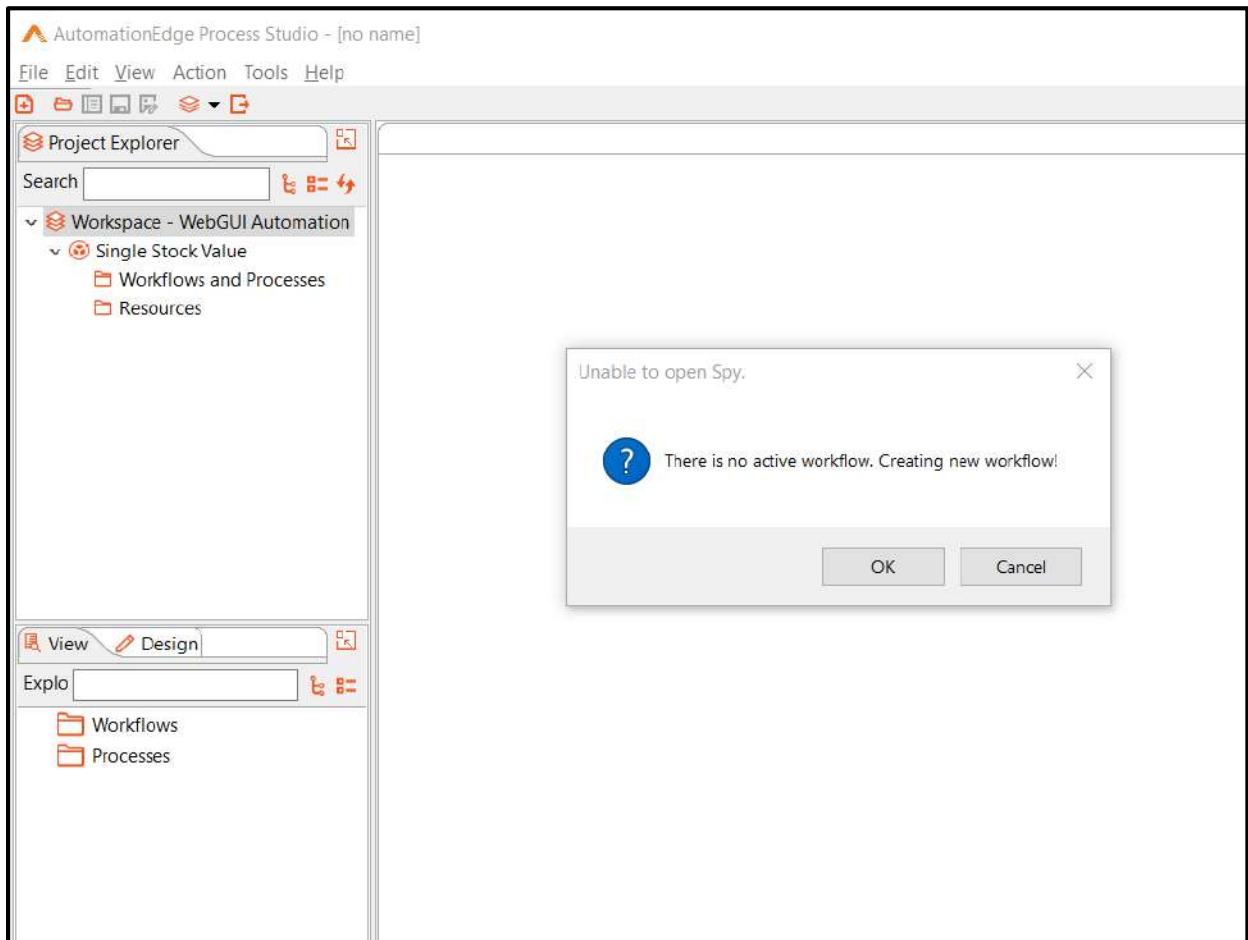 AutomationEdge Process Studio - [no name]
File Edit View Action Tools Help
Project Explorer
Search
Workspace - WebGUI Automation
Single Stock Value
Workflows and Processes
Resources
Unable to open Spy.
There is no active workflow. Creating new workflow!
OK Cancel
View Design
Explo
Workflows
Processes